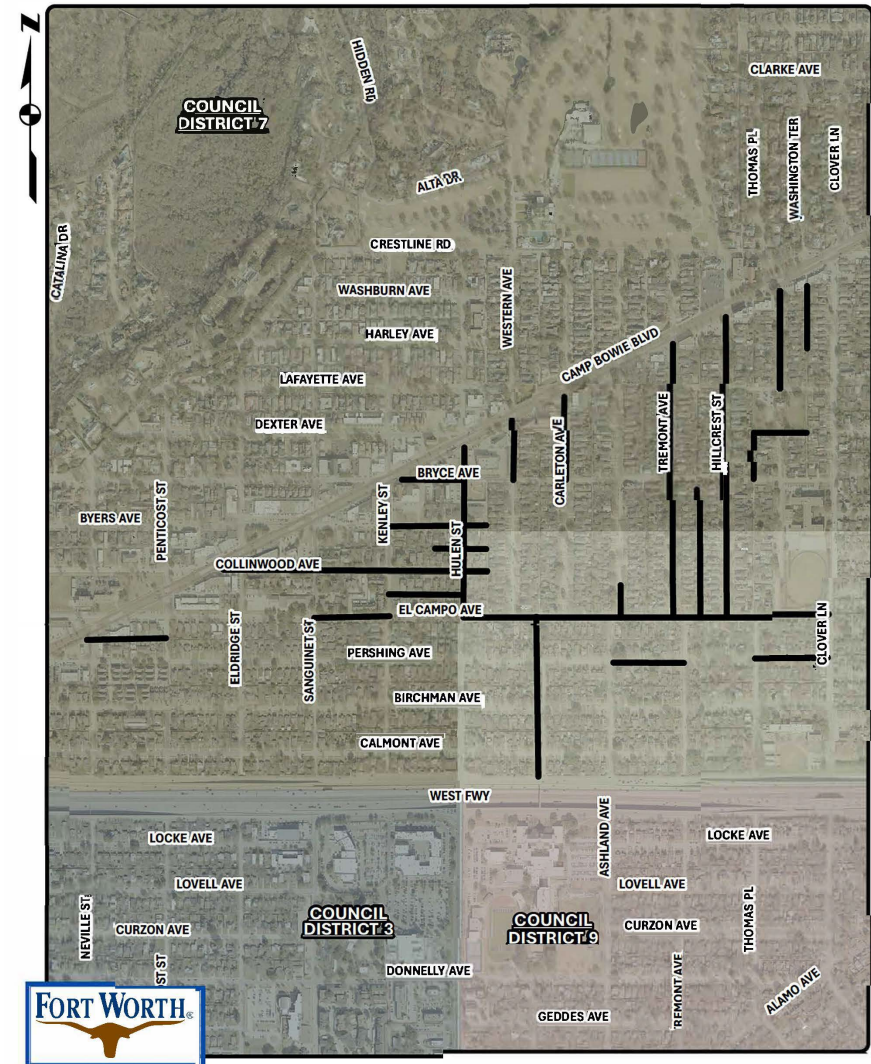 N
HIDDEN RD
CLARKE AVE
COUNCIL
DISTRICT 7
THOMAS PL
WASHINGTON TER
CLOVER LN
ALTA DR
CATALINA DR
CRESTLINE RD
WASHBURN AVE
WESTERN AVE
HARLEY AVE
CAMP BOWIE BLVD
LAFAYETTE AVE
DEXTER AVE
CARLETON AVE
TREMONT AVE
HILLCREST ST
BRYCE AVE
PENTICOST ST
KENLEY ST
BYERS AVE
HULEN ST
COLLINWOOD AVE
EL CAMPO AVE
ELDRIDGE ST
SANGUINET ST
CLOVER LN
PERSHING AVE
BIRCHMAN AVE
CALMONT AVE
WEST FWY
ASHLAND AVE
LOCKE AVE
LOCKE AVE
LOVELL AVE
LOVELL AVE
NEVILLE ST
COUNCIL
DISTRICT 3
COUNCIL
DISTRICT 9
THOMAS PL
CURZON AVE
CURZON AVE
ST ST
DONNELLY AVE
REMONT AVE
ALAMO AVE
GEDDES AVE
FORT WORTH®